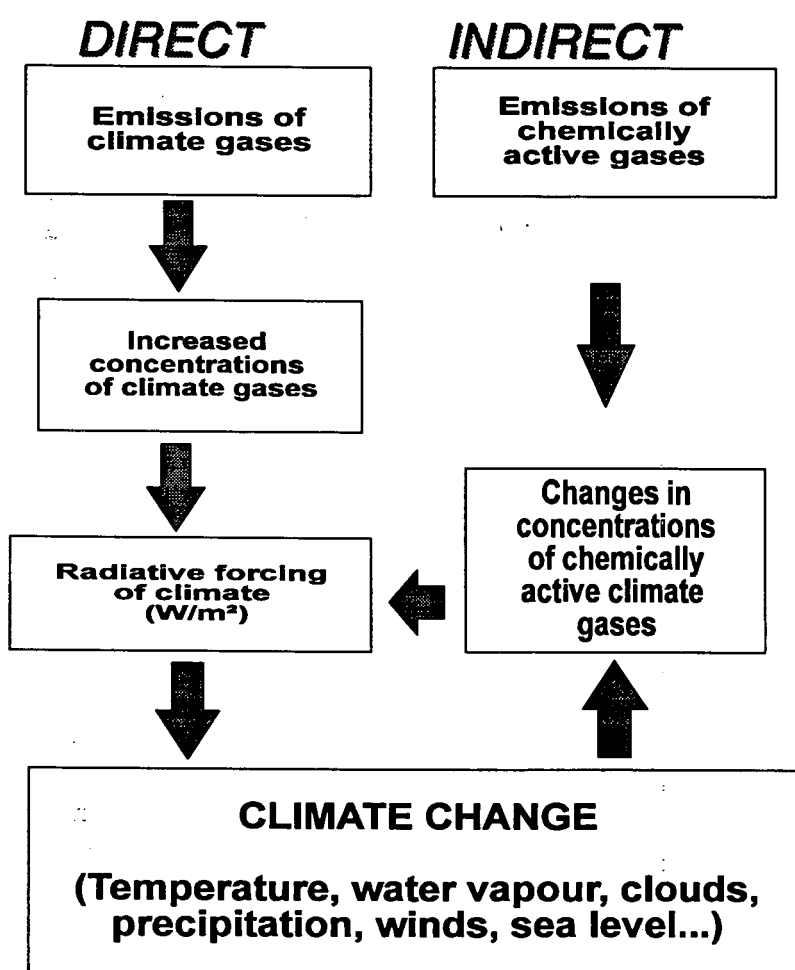 DIRECT
Emissions of
climate gases
Increased
concentrations
of climate gases
Radiative forcing
of climate
(W/m²)
INDIRECT
Emissions of
chemically
active gases
Changes in
concentrations
of chemically
active climate
gases
CLIMATE CHANGE
(Temperature, water vapour, clouds,
precipitation, winds, sea level...)